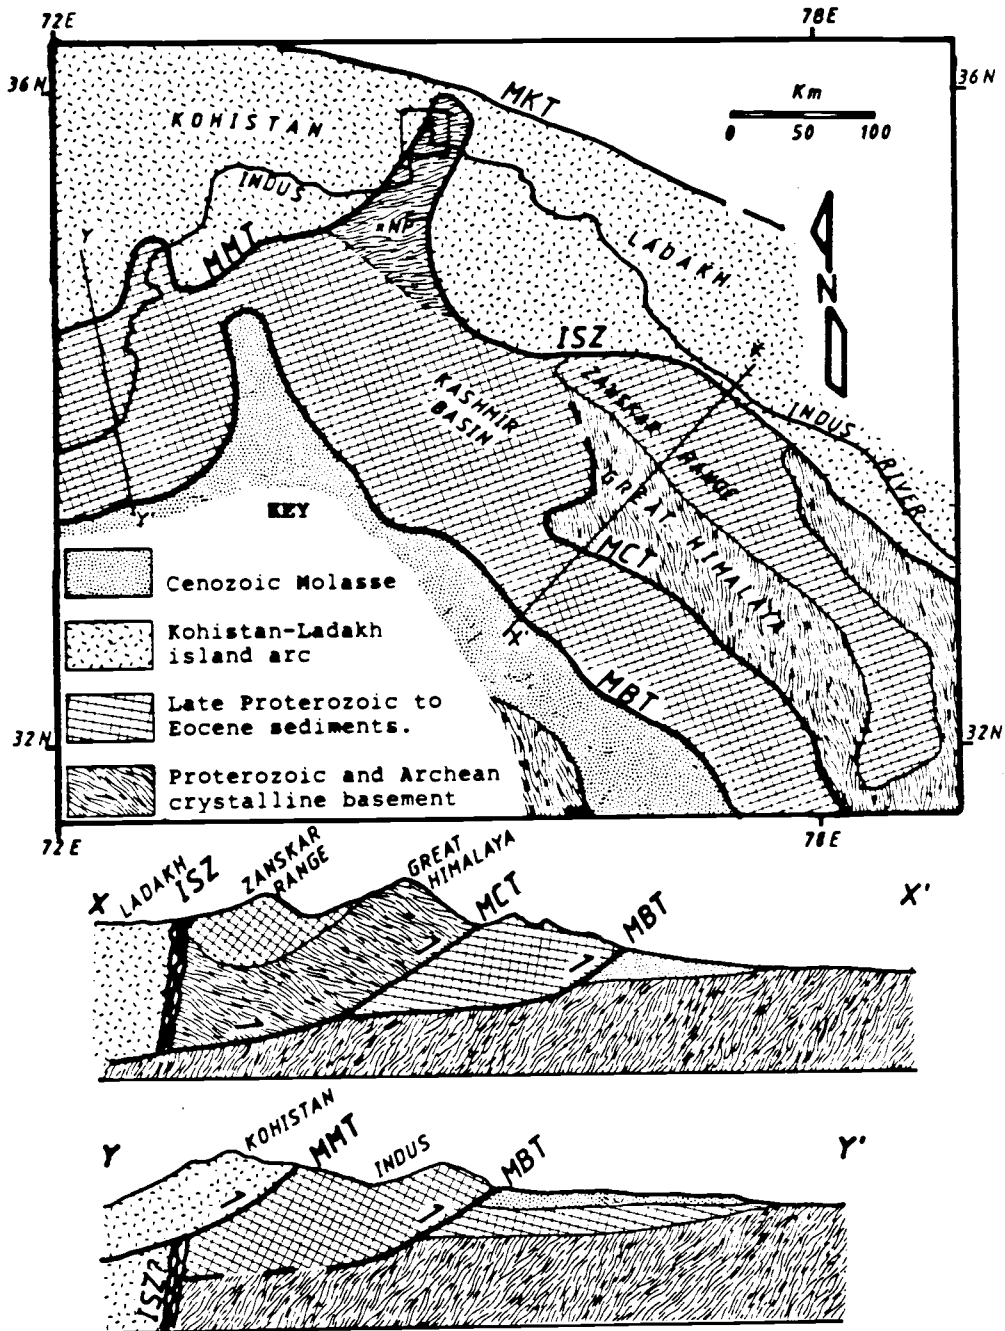 72E
78E
36N
36N
Km
0 50 100
MKT
KOHISTAN
INDUS
MMT
NP
LADAKH
N
Y
ISZ
X
ZANSKAR RANGE
KASHMIR
BASIN
INDUS RIVER
GREAT HIMALAYA
MCT
Y'
X'
MBT
KEY
Cenozoic Molasse
Kohistan-Ladakh
island arc
Late Proterozoic to
Eocene sediments.
Proterozoic and Archean
crystalline basement
32N
32N
72E
78E
X
LADAKH
ISZ
ZANSKAR
RANGE
GREAT
HIMALAYA
MCT
MBT
X'
Y
KOHISTAN
MMT
INDUS
MBT
Y'
ISZ?